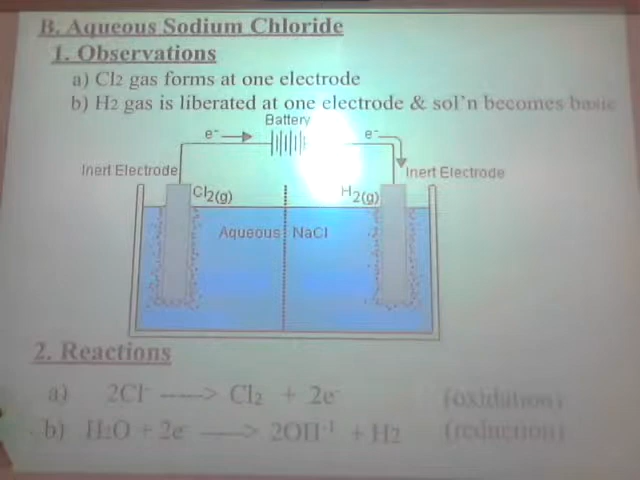 B. Aqueous Sodium Chloride
1. Observations
a) Cl2 gas forms at one electrode
b) H2 gas is liberated at one electrode & sol'n becomes basic
Battery
e⁻ e⁻
Inert Electrode Inert Electrode
Cl2(g) H2(g)
Aqueous NaCl
2. Reactions
a) 2Cl⁻ ----> Cl2 + 2e⁻ (oxidation)
b) H2O + 2e⁻ ----> 2OH⁻¹ + H2 (reduction)